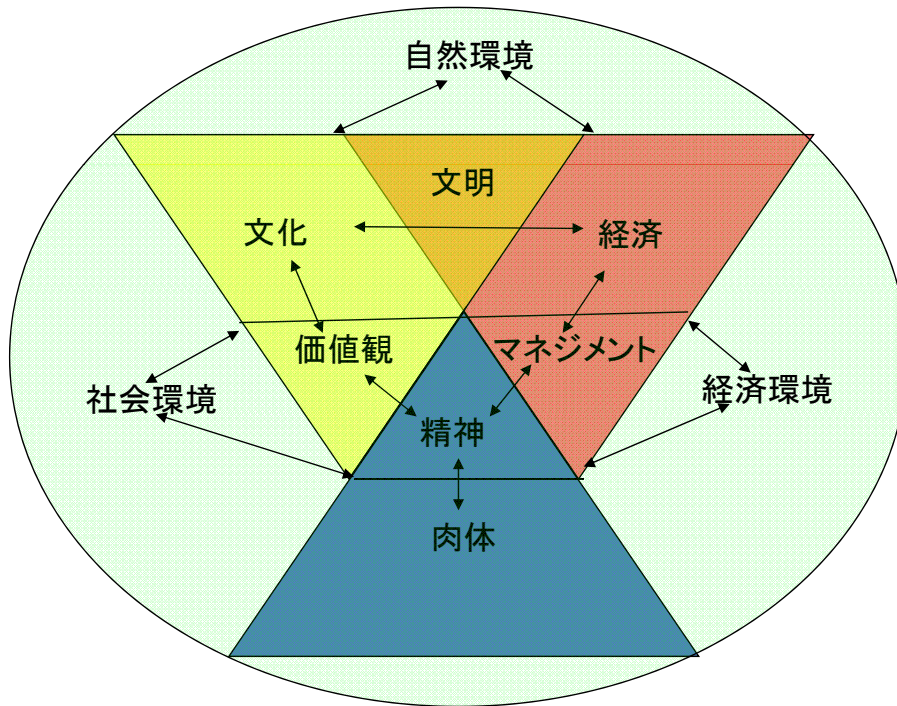 自然環境
文明
文化
経済
価値観
マネジメント
社会環境
経済環境
精神
肉体